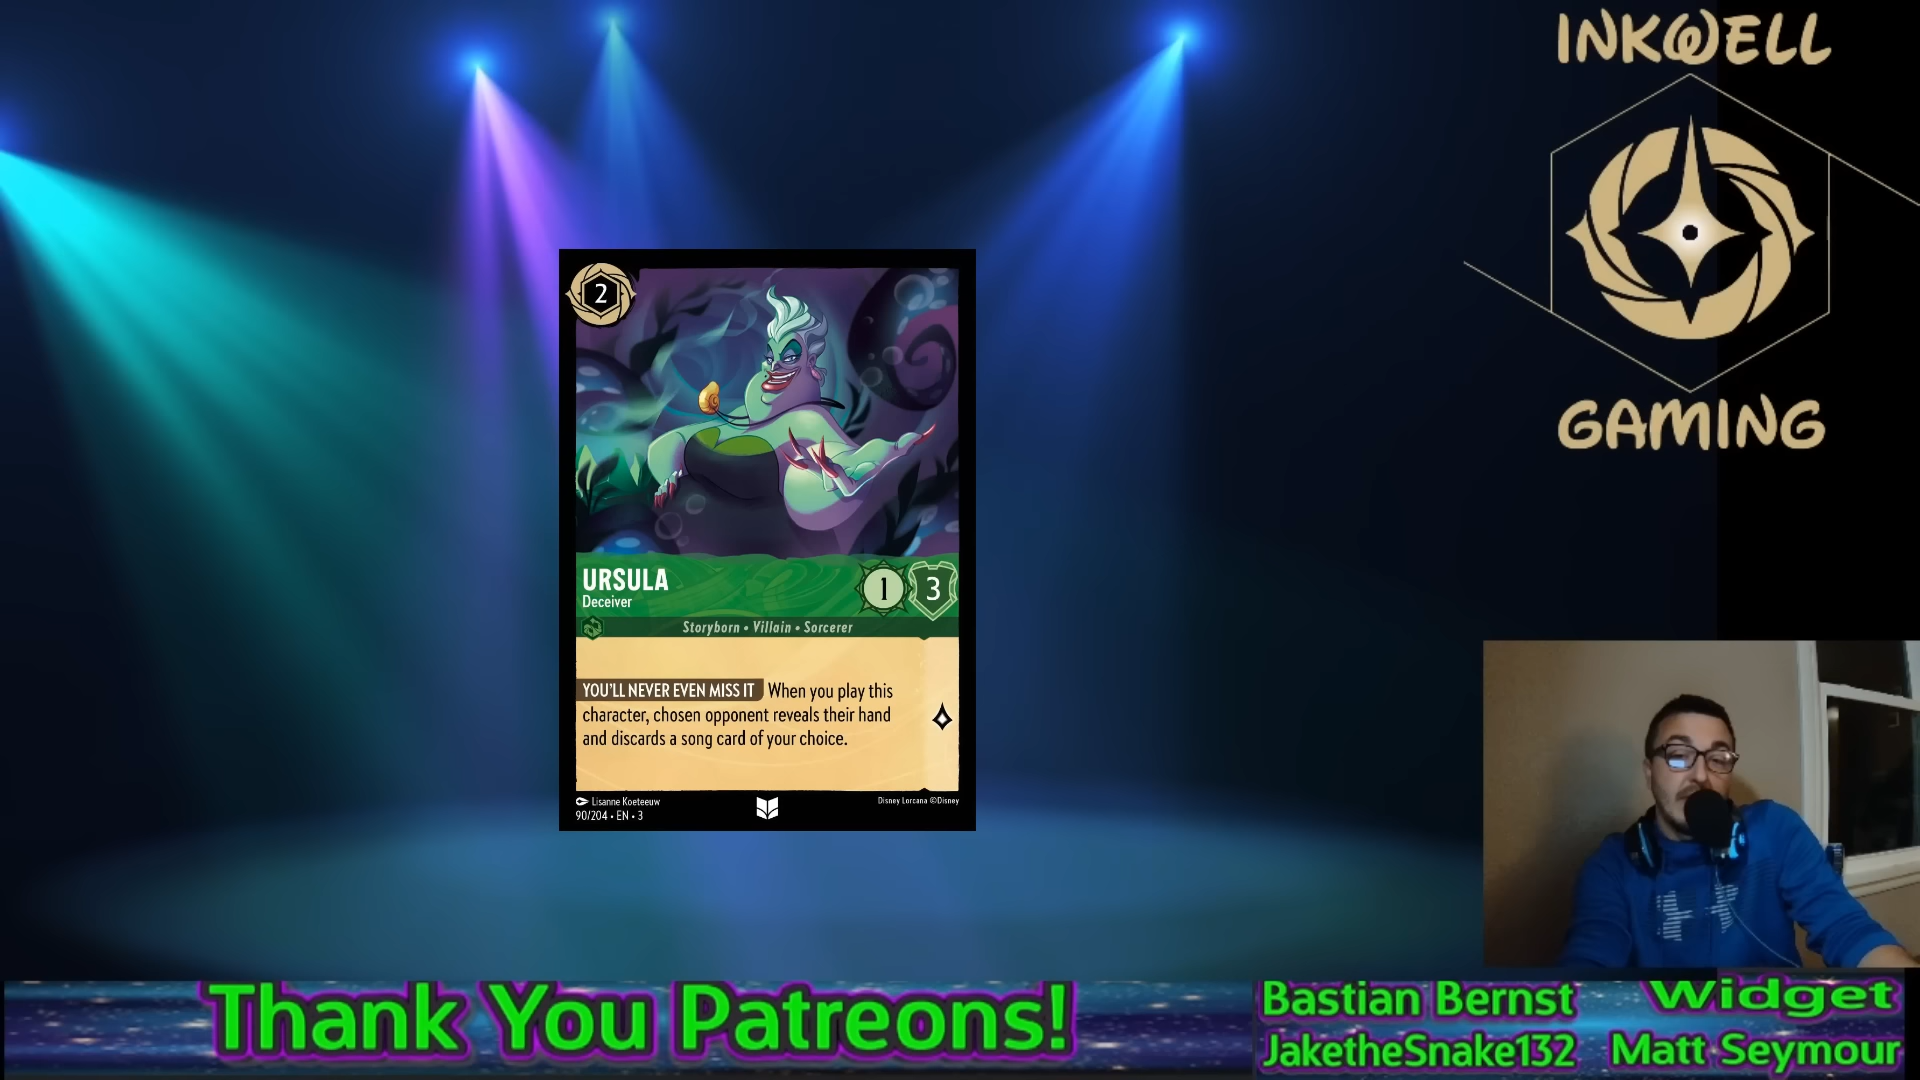 INKWELL
GAMING
2
URSULA
Deceiver
1
3
Storyborn • Villain • Sorcerer
YOU'LL NEVER EVEN MISS IT When you play this
character, chosen opponent reveals their hand
and discards a song card of your choice.
Lisanne Koeteeuw
90/204 • EN • 3
Disney Lorcana ©Disney
Thank You Patreons!
Bastian Bernst
Widget
JaketheSnake132
Matt Seymour